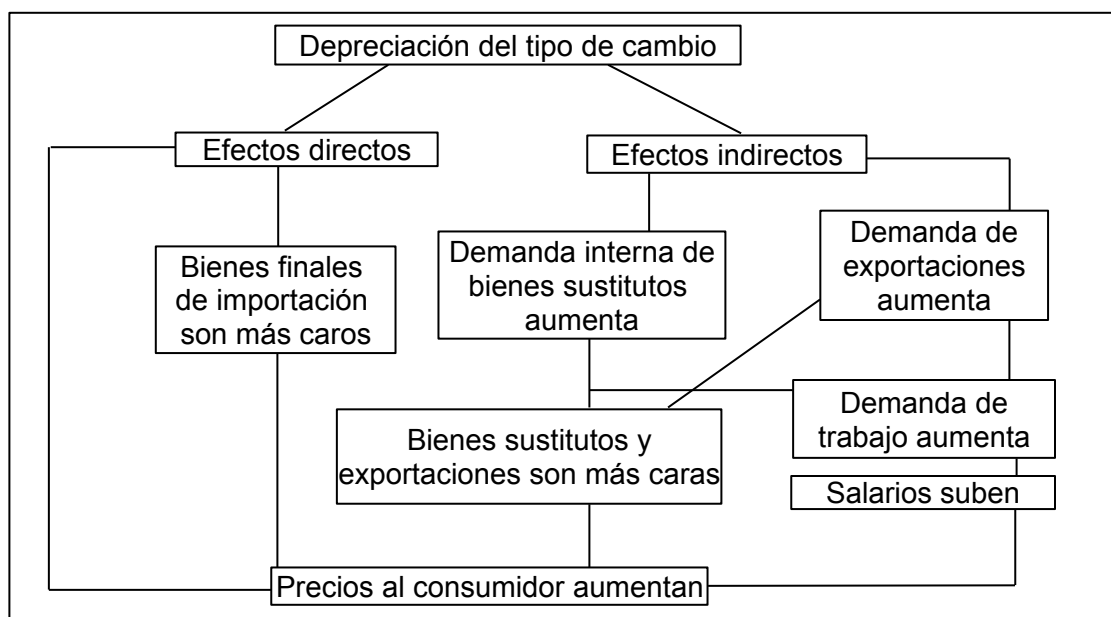 Depreciación del tipo de cambio
Efectos directos
Efectos indirectos
Bienes finales
de importación
son más caros
Demanda interna de
bienes sustitutos
aumenta
Demanda de
exportaciones
aumenta
Bienes sustitutos y
exportaciones son más caras
Demanda de
trabajo aumenta
Salarios suben
Precios al consumidor aumentan